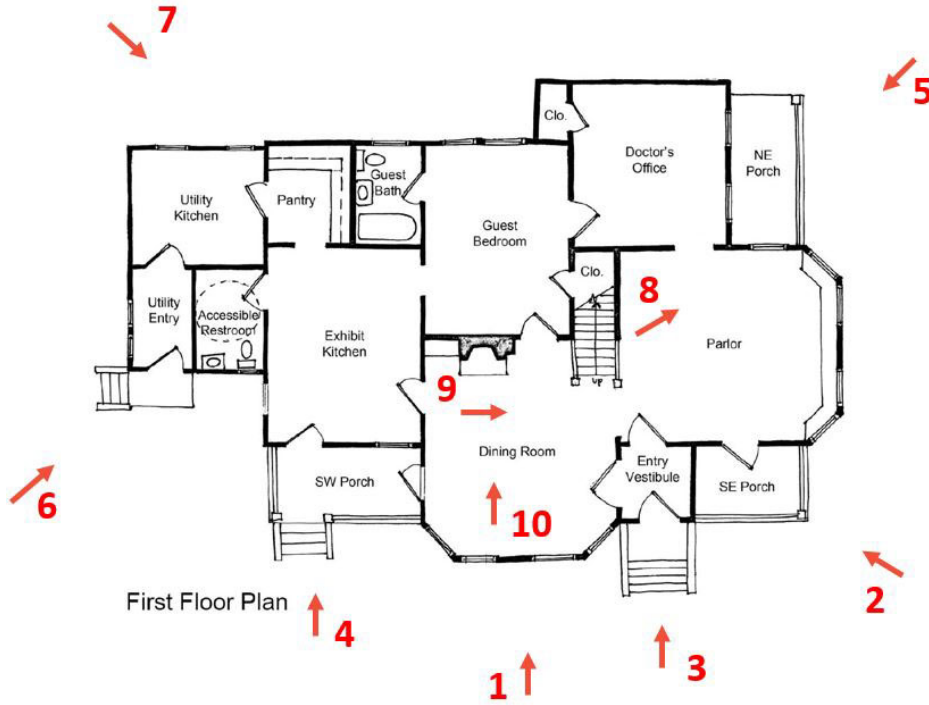 7
5
Clo.
Doctor's
Office
NE
Porch
Utility
Kitchen
Pantry
Guest
Bath
Guest
Bedroom
Clo.
8
Utility
Entry
Accessible
Restroom
Exhibit
Kitchen
Parlor
UP
9
Dining Room
Entry
Vestibule
SW Porch
SE Porch
6
10
2
First Floor Plan
4
3
1